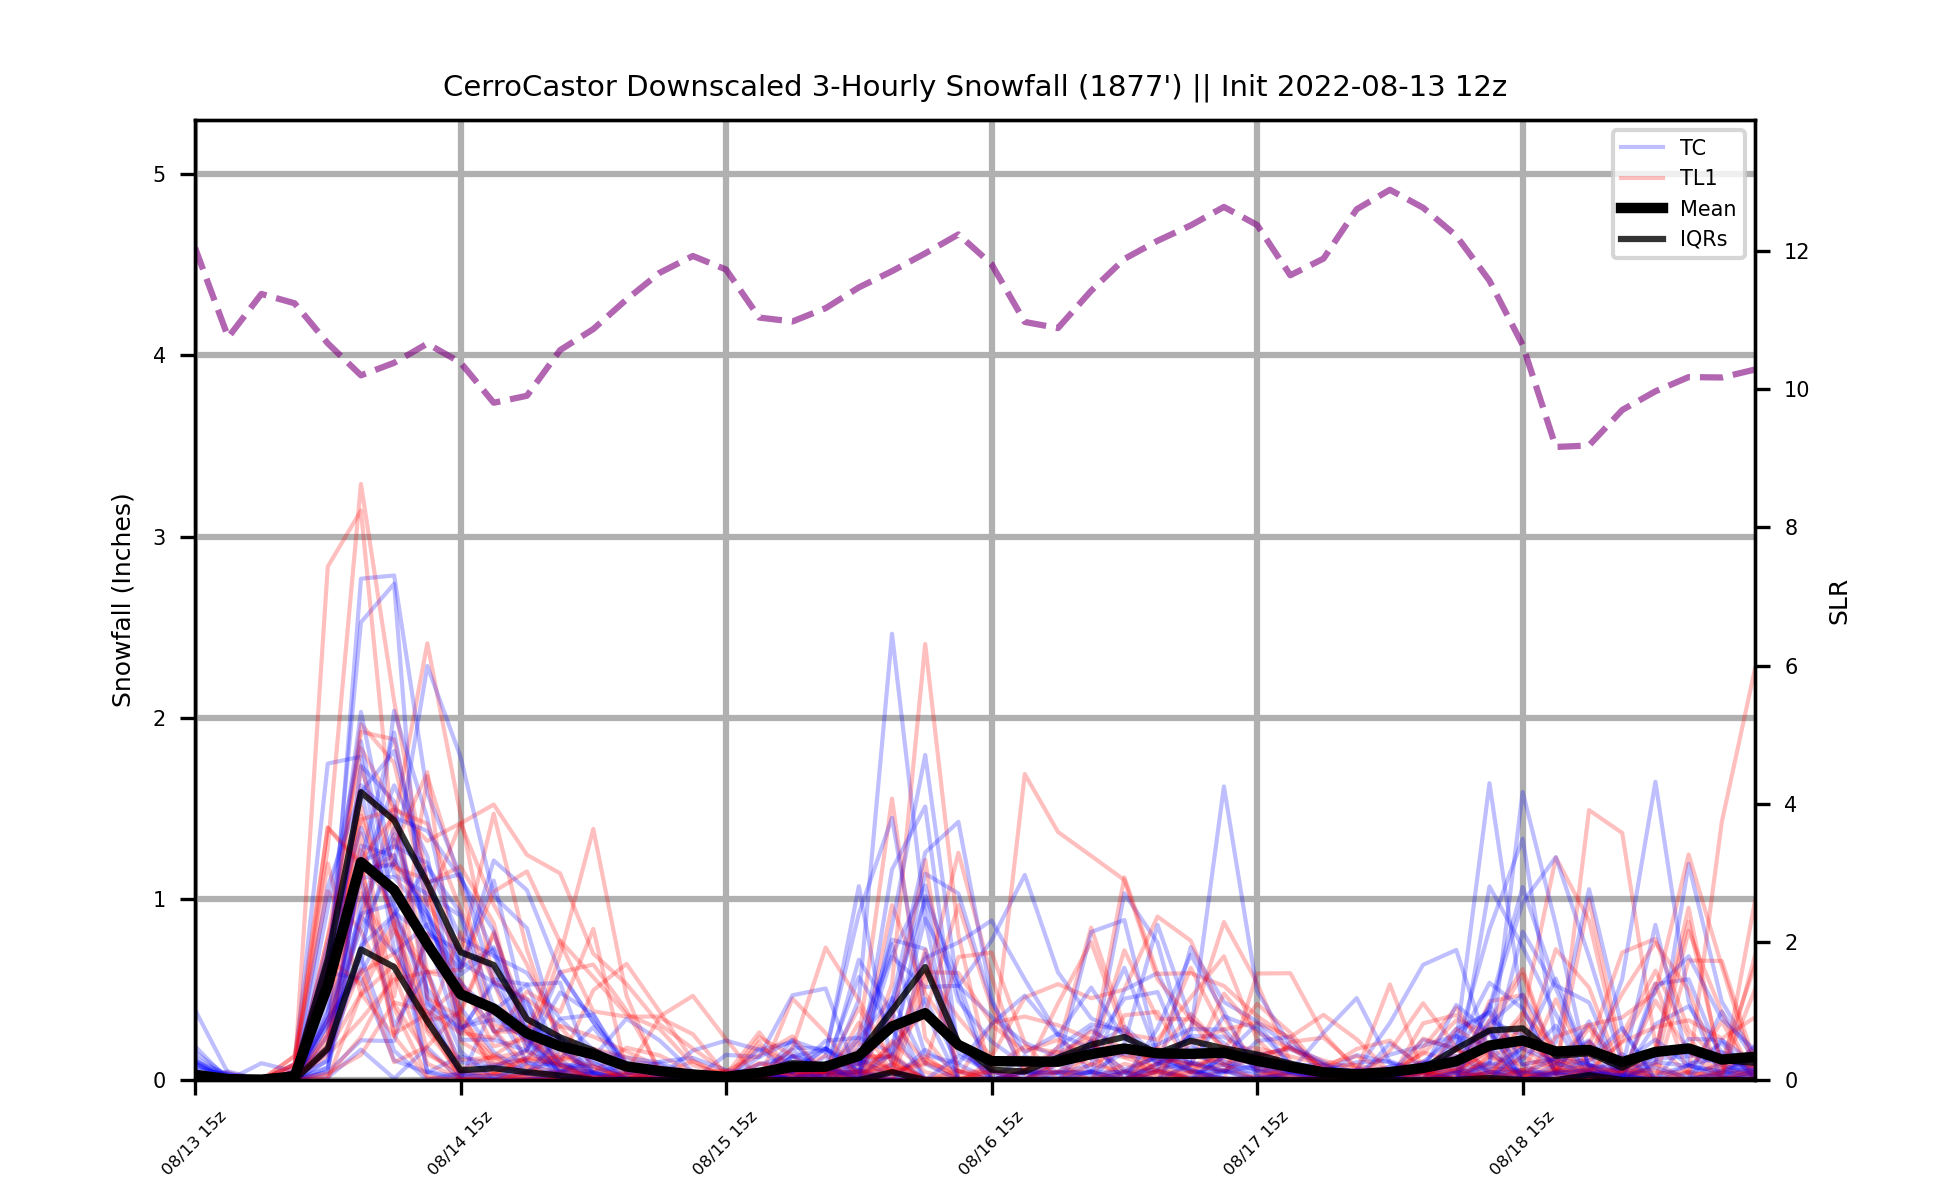 CerroCastor Downscaled 3-Hourly Snowfall (1877') || Init 2022-08-13 12z
TC
TL1
Mean
IQRs
Snowfall (Inches)
5
4
3
2
1
0
SLR
12
10
8
6
4
2
0
08/13 15z
08/14 15z
08/15 15z
08/16 15z
08/17 15z
08/18 15z